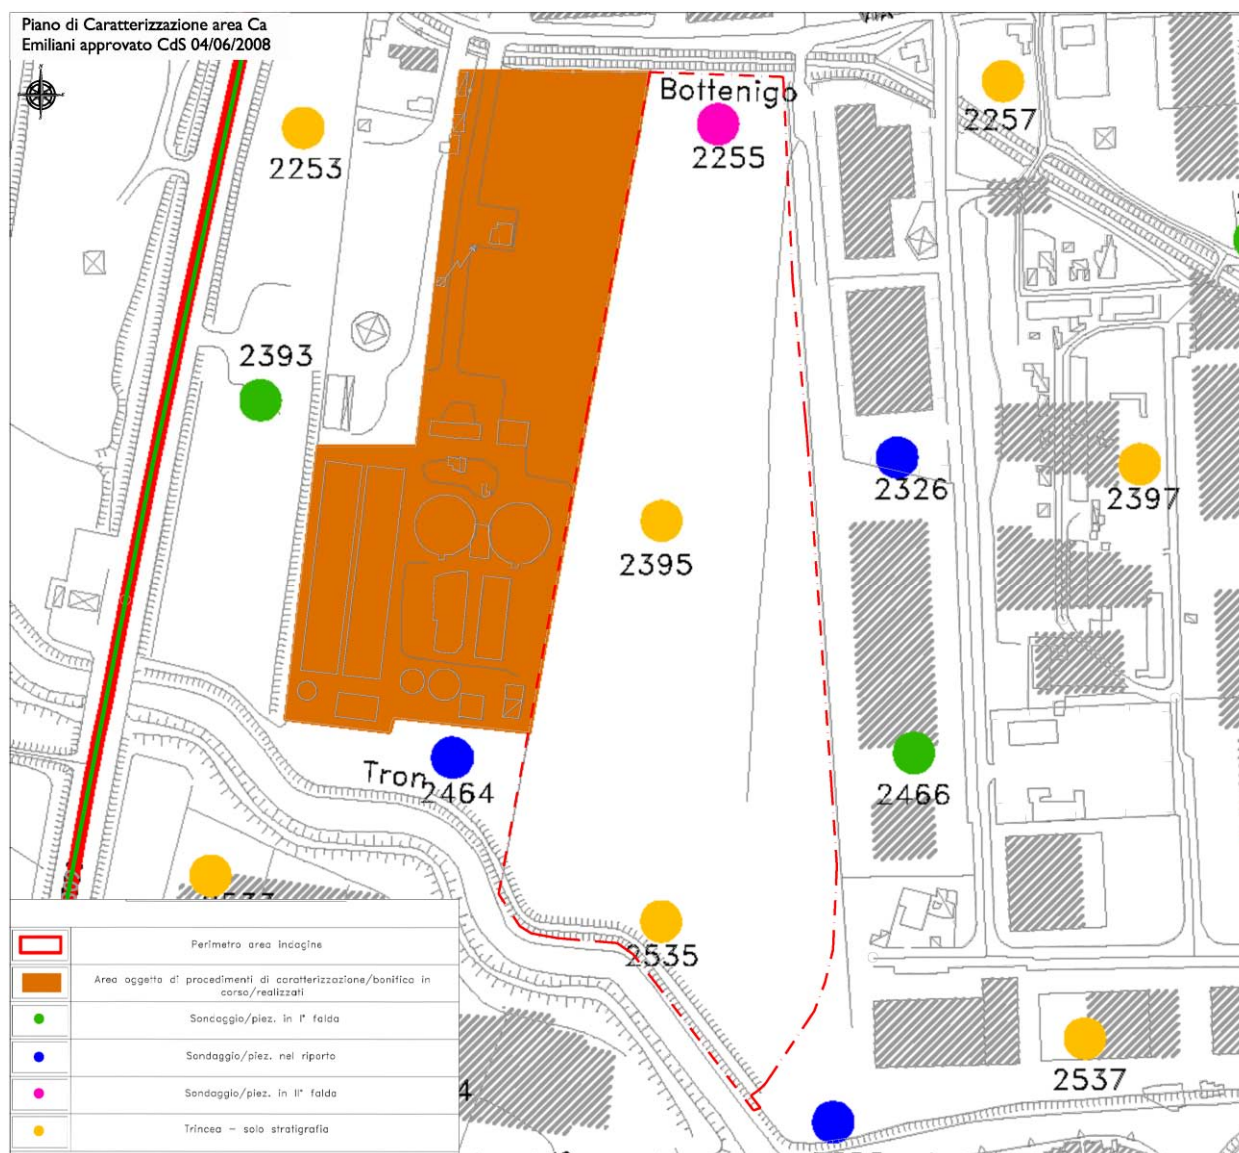 Piano di Caratterizzazione area Ca
Emiliani approvato CdS 04/06/2008
Bottenigo
2257
2253
2255
2393
2326
2397
2395
2466
Tron
2464
2535
2537
Perimetro area indagine
Area oggetto di procedimenti di caratterizzazione/bonifica in
corso/realizzati
Sondaggio/piez. in I° falda
Sondaggio/piez. nel riporto
Sondaggio/piez. in II° falda
Trincea - solo stratigrafia